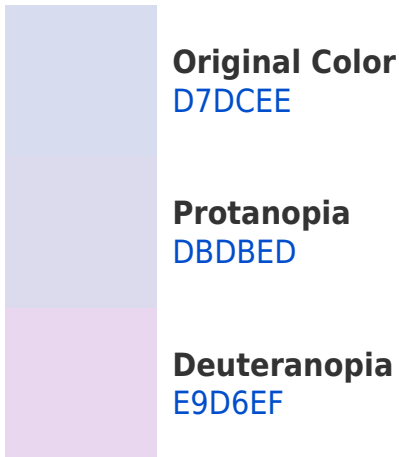 Original Color
D7DCEE
Protanopia
DBDBED
Deuteranopia
E9D6EF